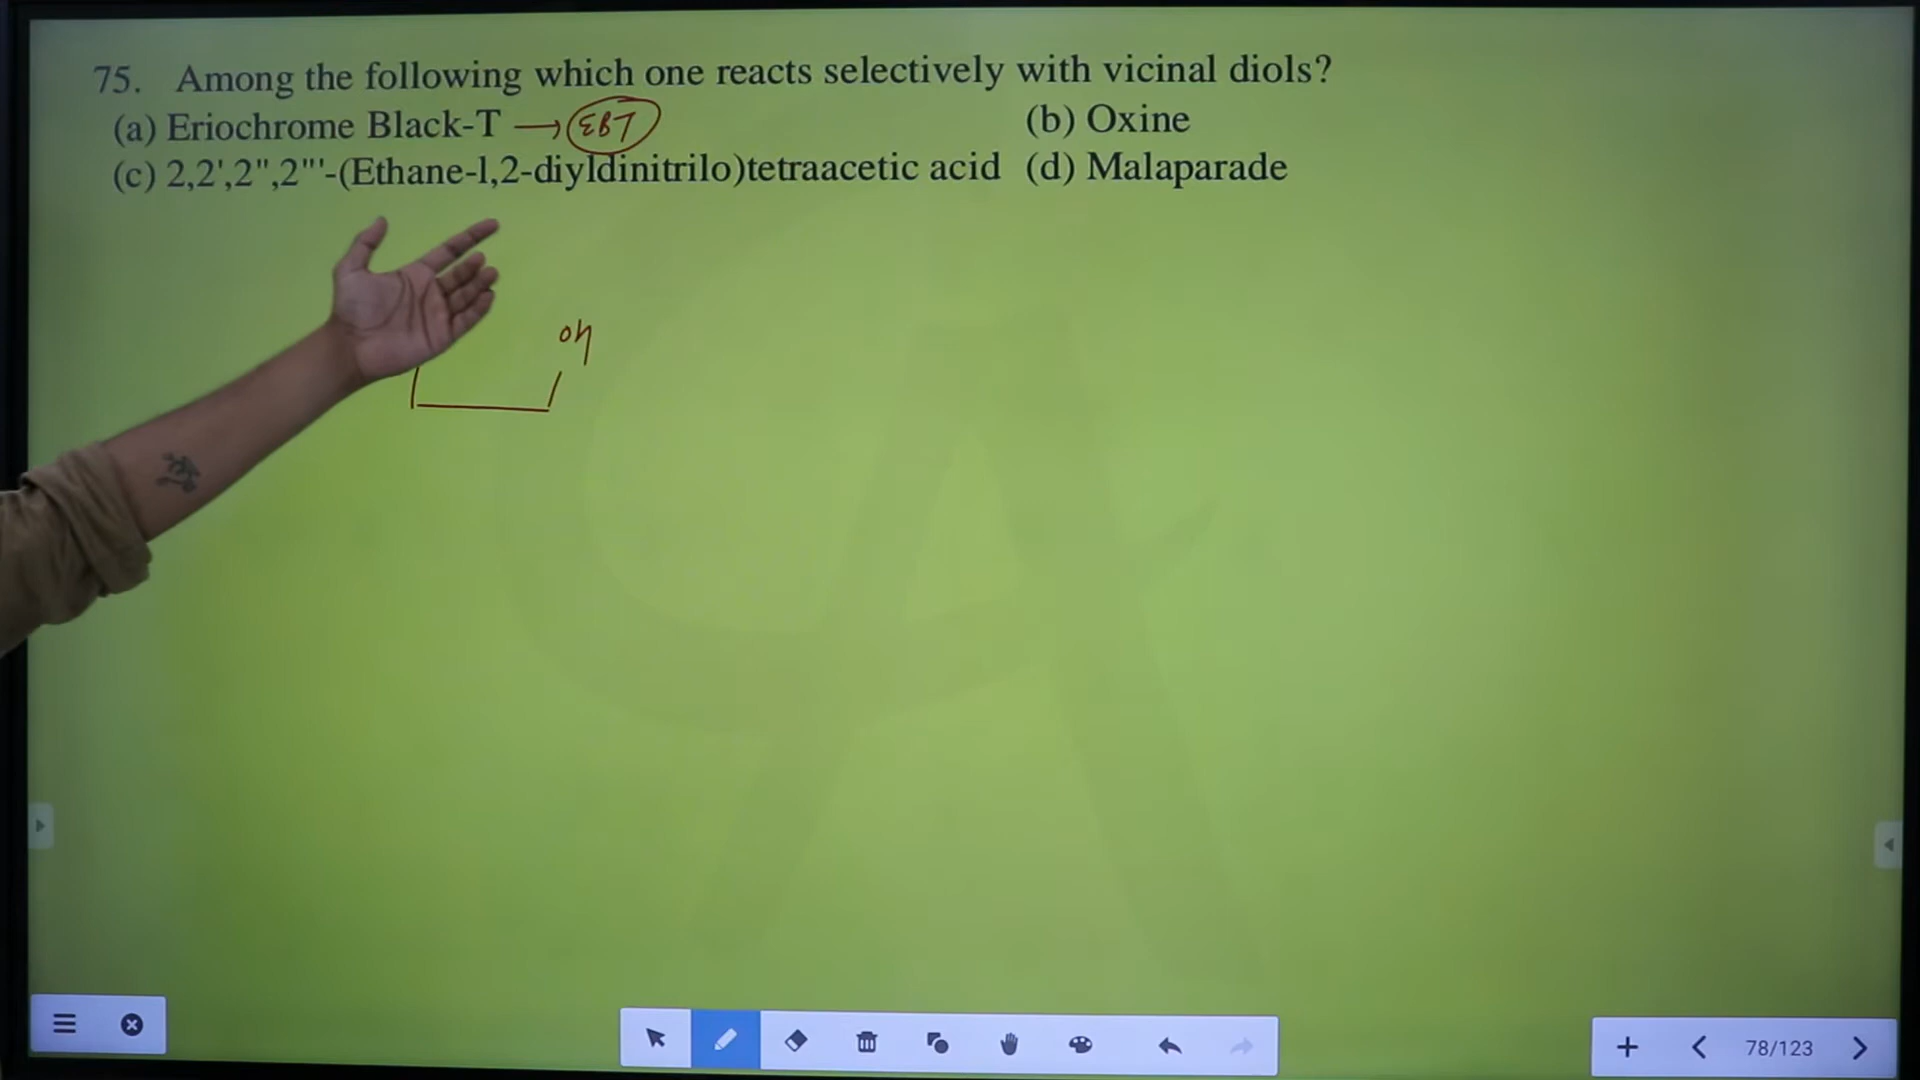 75. Among the following which one reacts selectively with vicinal diols?
(a) Eriochrome Black-T → EBT (b) Oxine
(c) 2,2',2",2"'-(Ethane-l,2-diyldinitrilo)tetraacetic acid (d) Malaparade
OH
78/123